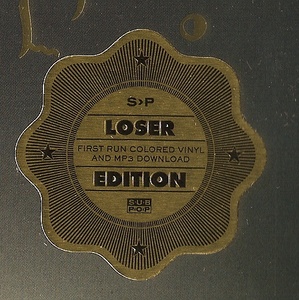 S>P
LOSER
FIRST RUN COLORED VINYL
AND MP3 DOWNLOAD
EDITION
SUB
POP